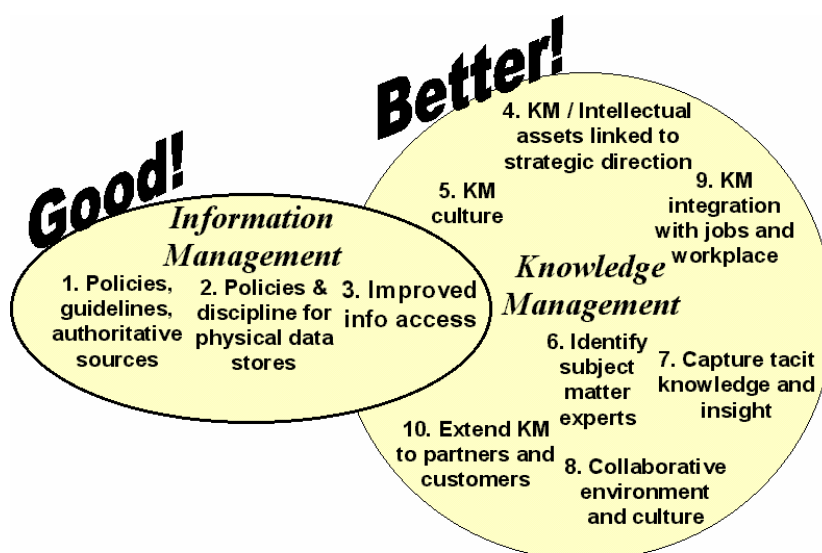 Good!
Better!
Information
Management
1. Policies,
guidelines,
authoritative
sources
2. Policies &
discipline for
physical data
stores
3. Improved
info access
4. KM / Intellectual
assets linked to
strategic direction
5. KM
culture
9. KM
integration
with jobs and
workplace
Knowledge
Management
6. Identify
subject
matter
experts
7. Capture tacit
knowledge and
insight
10. Extend KM
to partners and
customers
8. Collaborative
environment
and culture